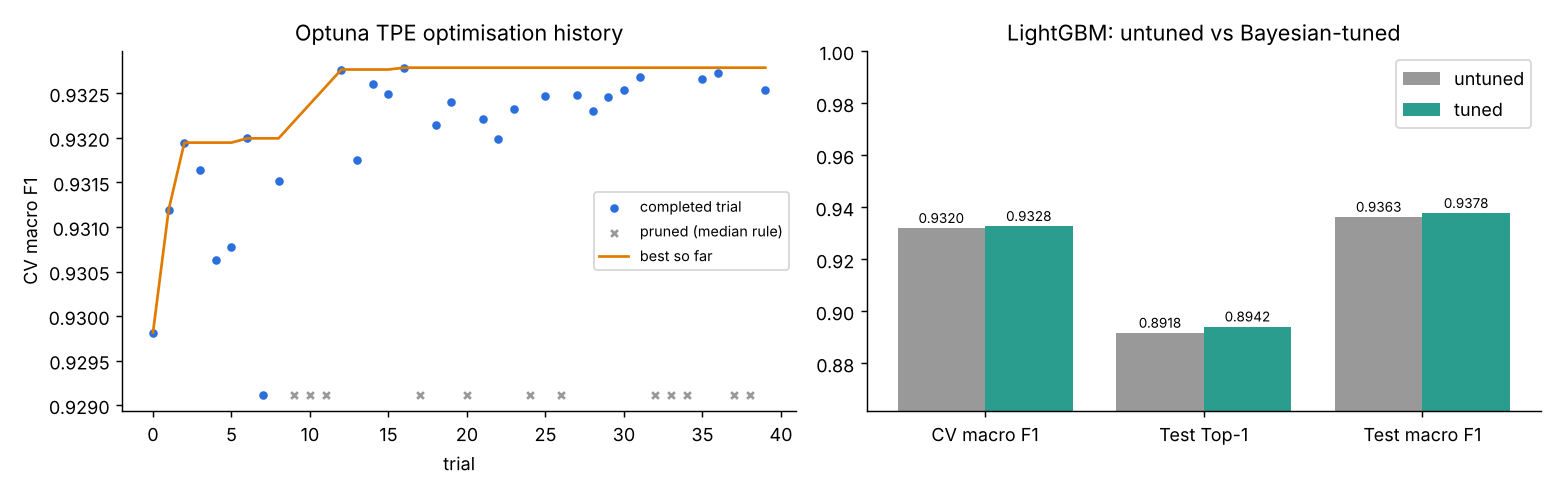 Optuna TPE optimisation history
CV macro F1
0.9325
0.9320
0.9315
0.9310
0.9305
0.9300
0.9295
0.9290
completed trial
pruned (median rule)
best so far
0 5 10 15 20 25 30 35 40
trial
LightGBM: untuned vs Bayesian-tuned
1.00
0.98
0.96
0.94
0.92
0.90
0.88
untuned
tuned
0.9320 0.9328
0.8918 0.8942
0.9363 0.9378
CV macro F1 Test Top-1 Test macro F1